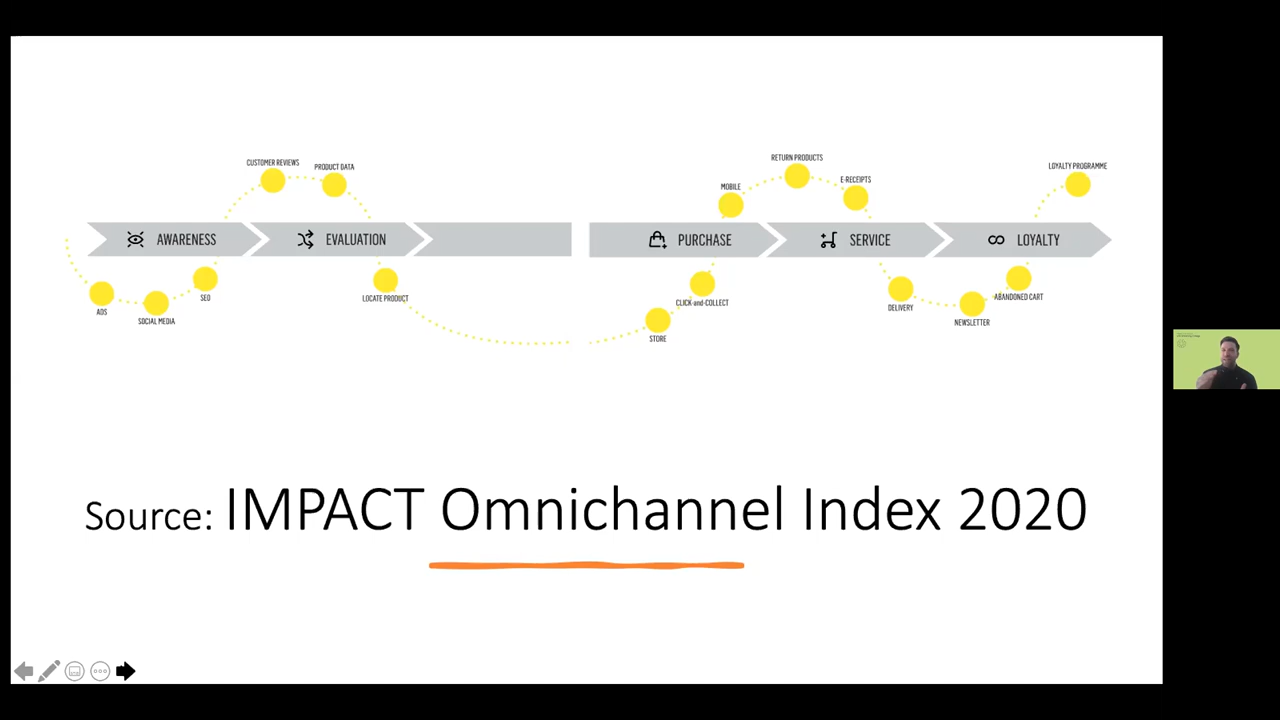 CUSTOMER REVIEWS
PRODUCT DATA
RETURN PRODUCTS
E-RECEIPTS
MOBILE
LOYALTY PROGRAMME
AWARENESS
EVALUATION
PURCHASE
SERVICE
LOYALTY
ADS
SOCIAL MEDIA
SEO
LOCATE PRODUCT
STORE
CLICK-and-COLLECT
DELIVERY
NEWSLETTER
ABANDONED CART
Source: IMPACT Omnichannel Index 2020